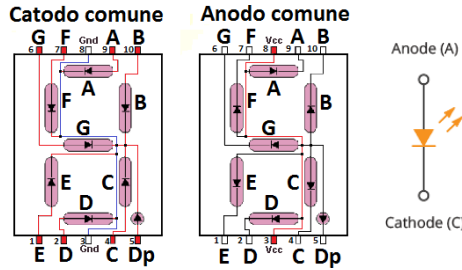 Catodo comune
G F Gnd A B
6 7 8 9 10
A
F
B
G
E
C
D
1 2 3 4 5
E D Gnd C Dp
Anodo comune
G F Vcc A B
6 7 8 9 10
A
F
B
G
E
C
D
1 2 3 4 5
E D Vcc C Dp
Anode (A)
Cathode (C)